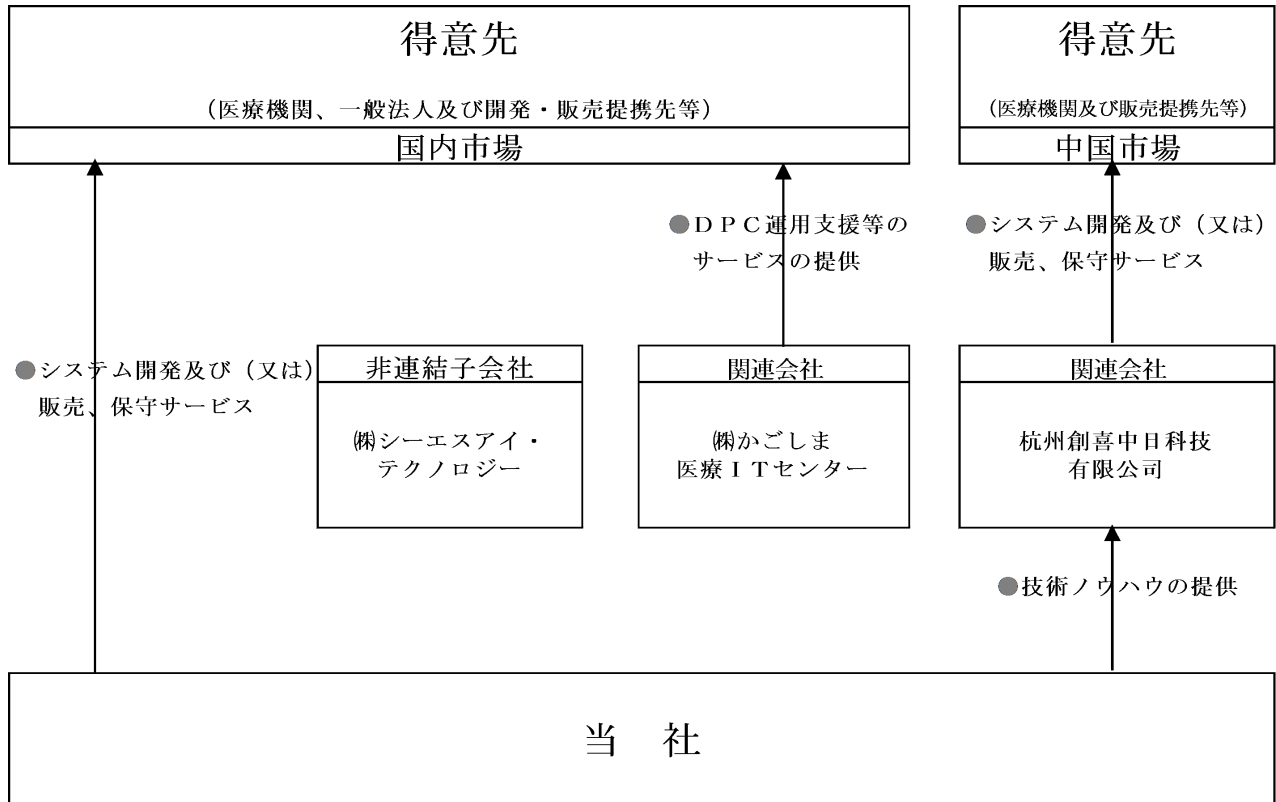 得意先
(医療機関、一般法人及び開発・販売提携先等)
国内市場
得意先
(医療機関及び販売提携先等)
中国市場
●DPC運用支援等の
サービスの提供
●システム開発及び(又は)
販売、保守サービス
●システム開発及び(又は)
販売、保守サービス
非連結子会社
㈱シーエスアイ・
テクノロジー
関連会社
㈱かごしま
医療ITセンター
関連会社
杭州創喜中日科技
有限公司
●技術ノウハウの提供
当 社